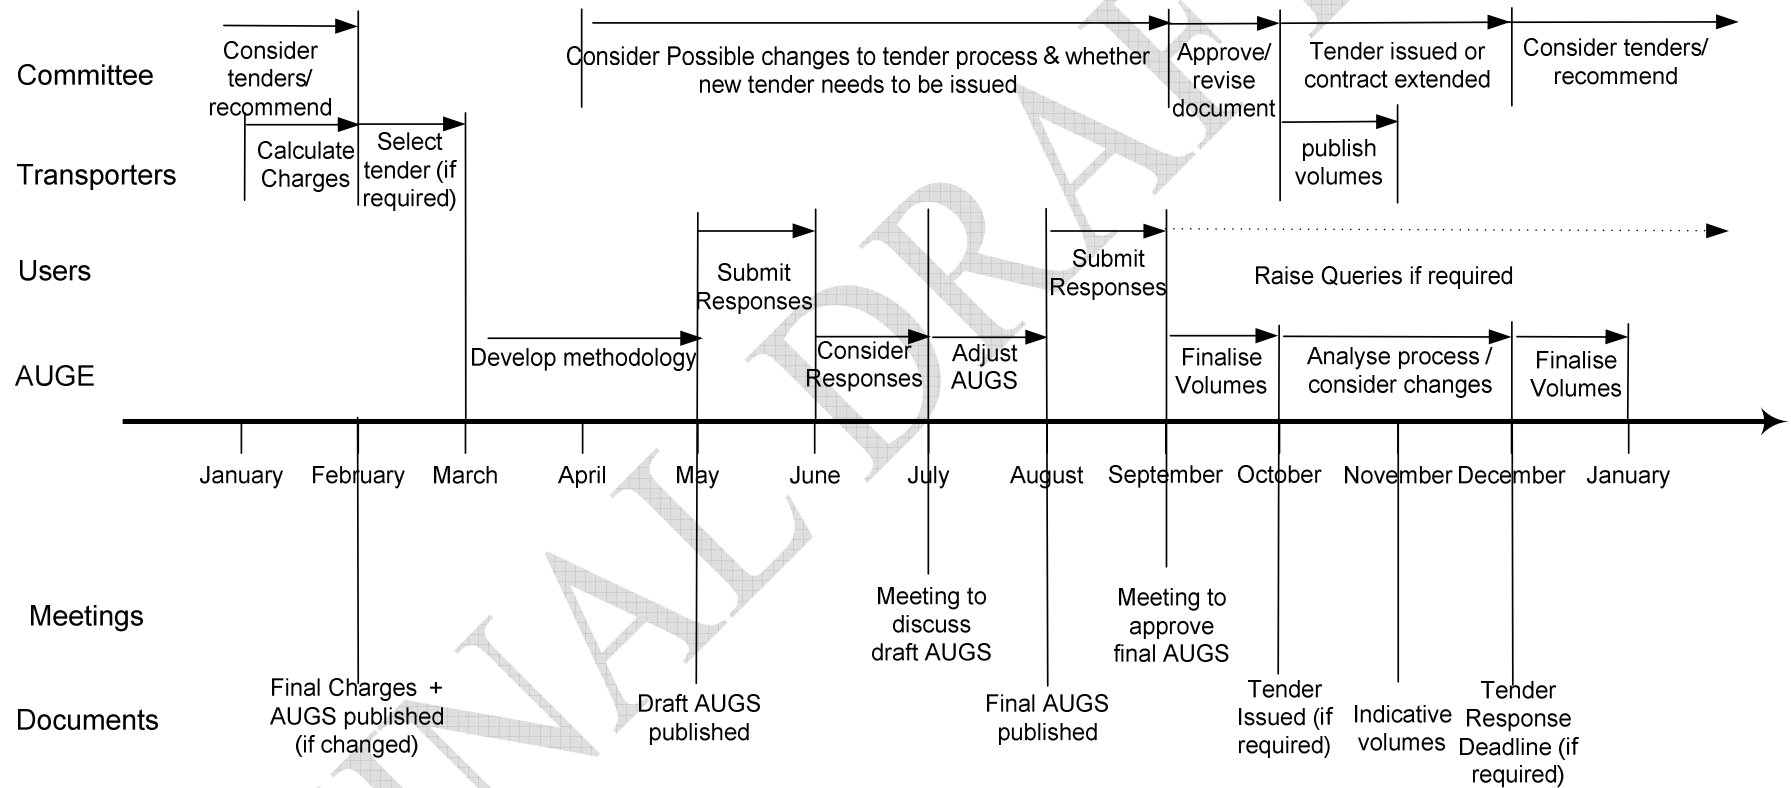 Committee
Consider
tenders/
recommend
Consider Possible changes to tender process & whether
new tender needs to be issued
Approve/
revise
document
Tender issued or
contract extended
Consider tenders/
recommend
Transporters
Calculate
Charges
Select
tender (if
required)
publish
volumes
Users
Submit
Responses
Submit
Responses
Raise Queries if required
AUGE
Develop methodology
Consider
Responses
Adjust
AUGS
Finalise
Volumes
Analyse process /
consider changes
Finalise
Volumes
January February March April May June July August September October November December January
Meetings
Meeting to
discuss
draft AUGS
Meeting to
approve
final AUGS
Documents
Final Charges +
AUGS published
(if changed)
Draft AUGS
published
Final AUGS
published
Tender
Issued (if
required)
Indicative
volumes
Tender
Response
Deadline (if
required)